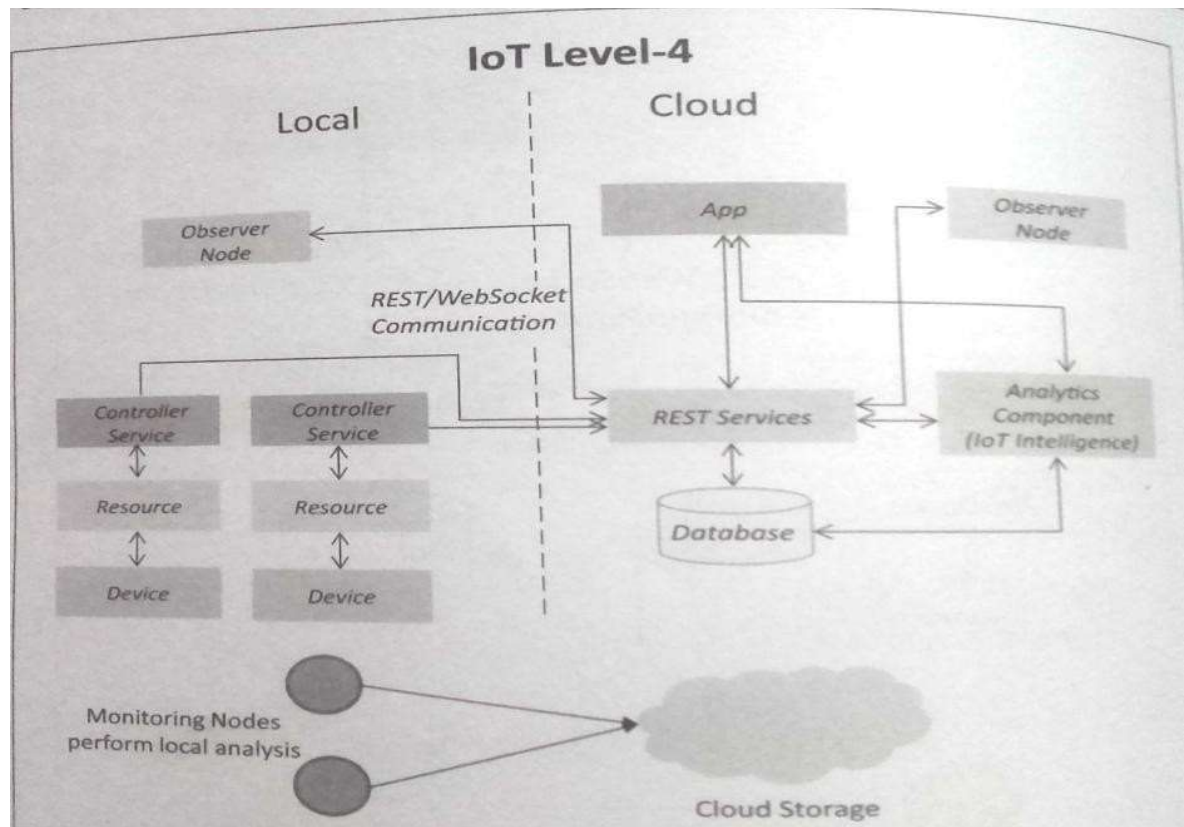 IoT Level-4
Local
Cloud
Observer
Node
App
Observer
Node
REST/WebSocket
Communication
Controller
Service
Controller
Service
REST Services
Analytics
Component
(IoT Intelligence)
Resource
Resource
Database
Device
Device
Monitoring Nodes
perform local analysis
Cloud Storage